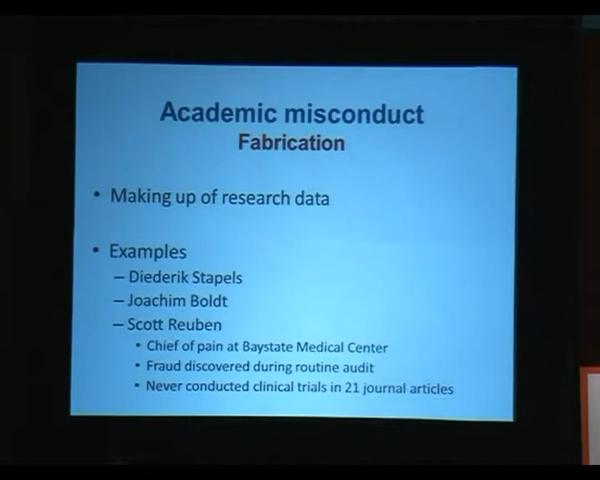 Academic misconduct
Fabrication
• Making up of research data
• Examples
– Diederik Stapels
– Joachim Boldt
– Scott Reuben
• Chief of pain at Baystate Medical Center
• Fraud discovered during routine audit
• Never conducted clinical trials in 21 journal articles